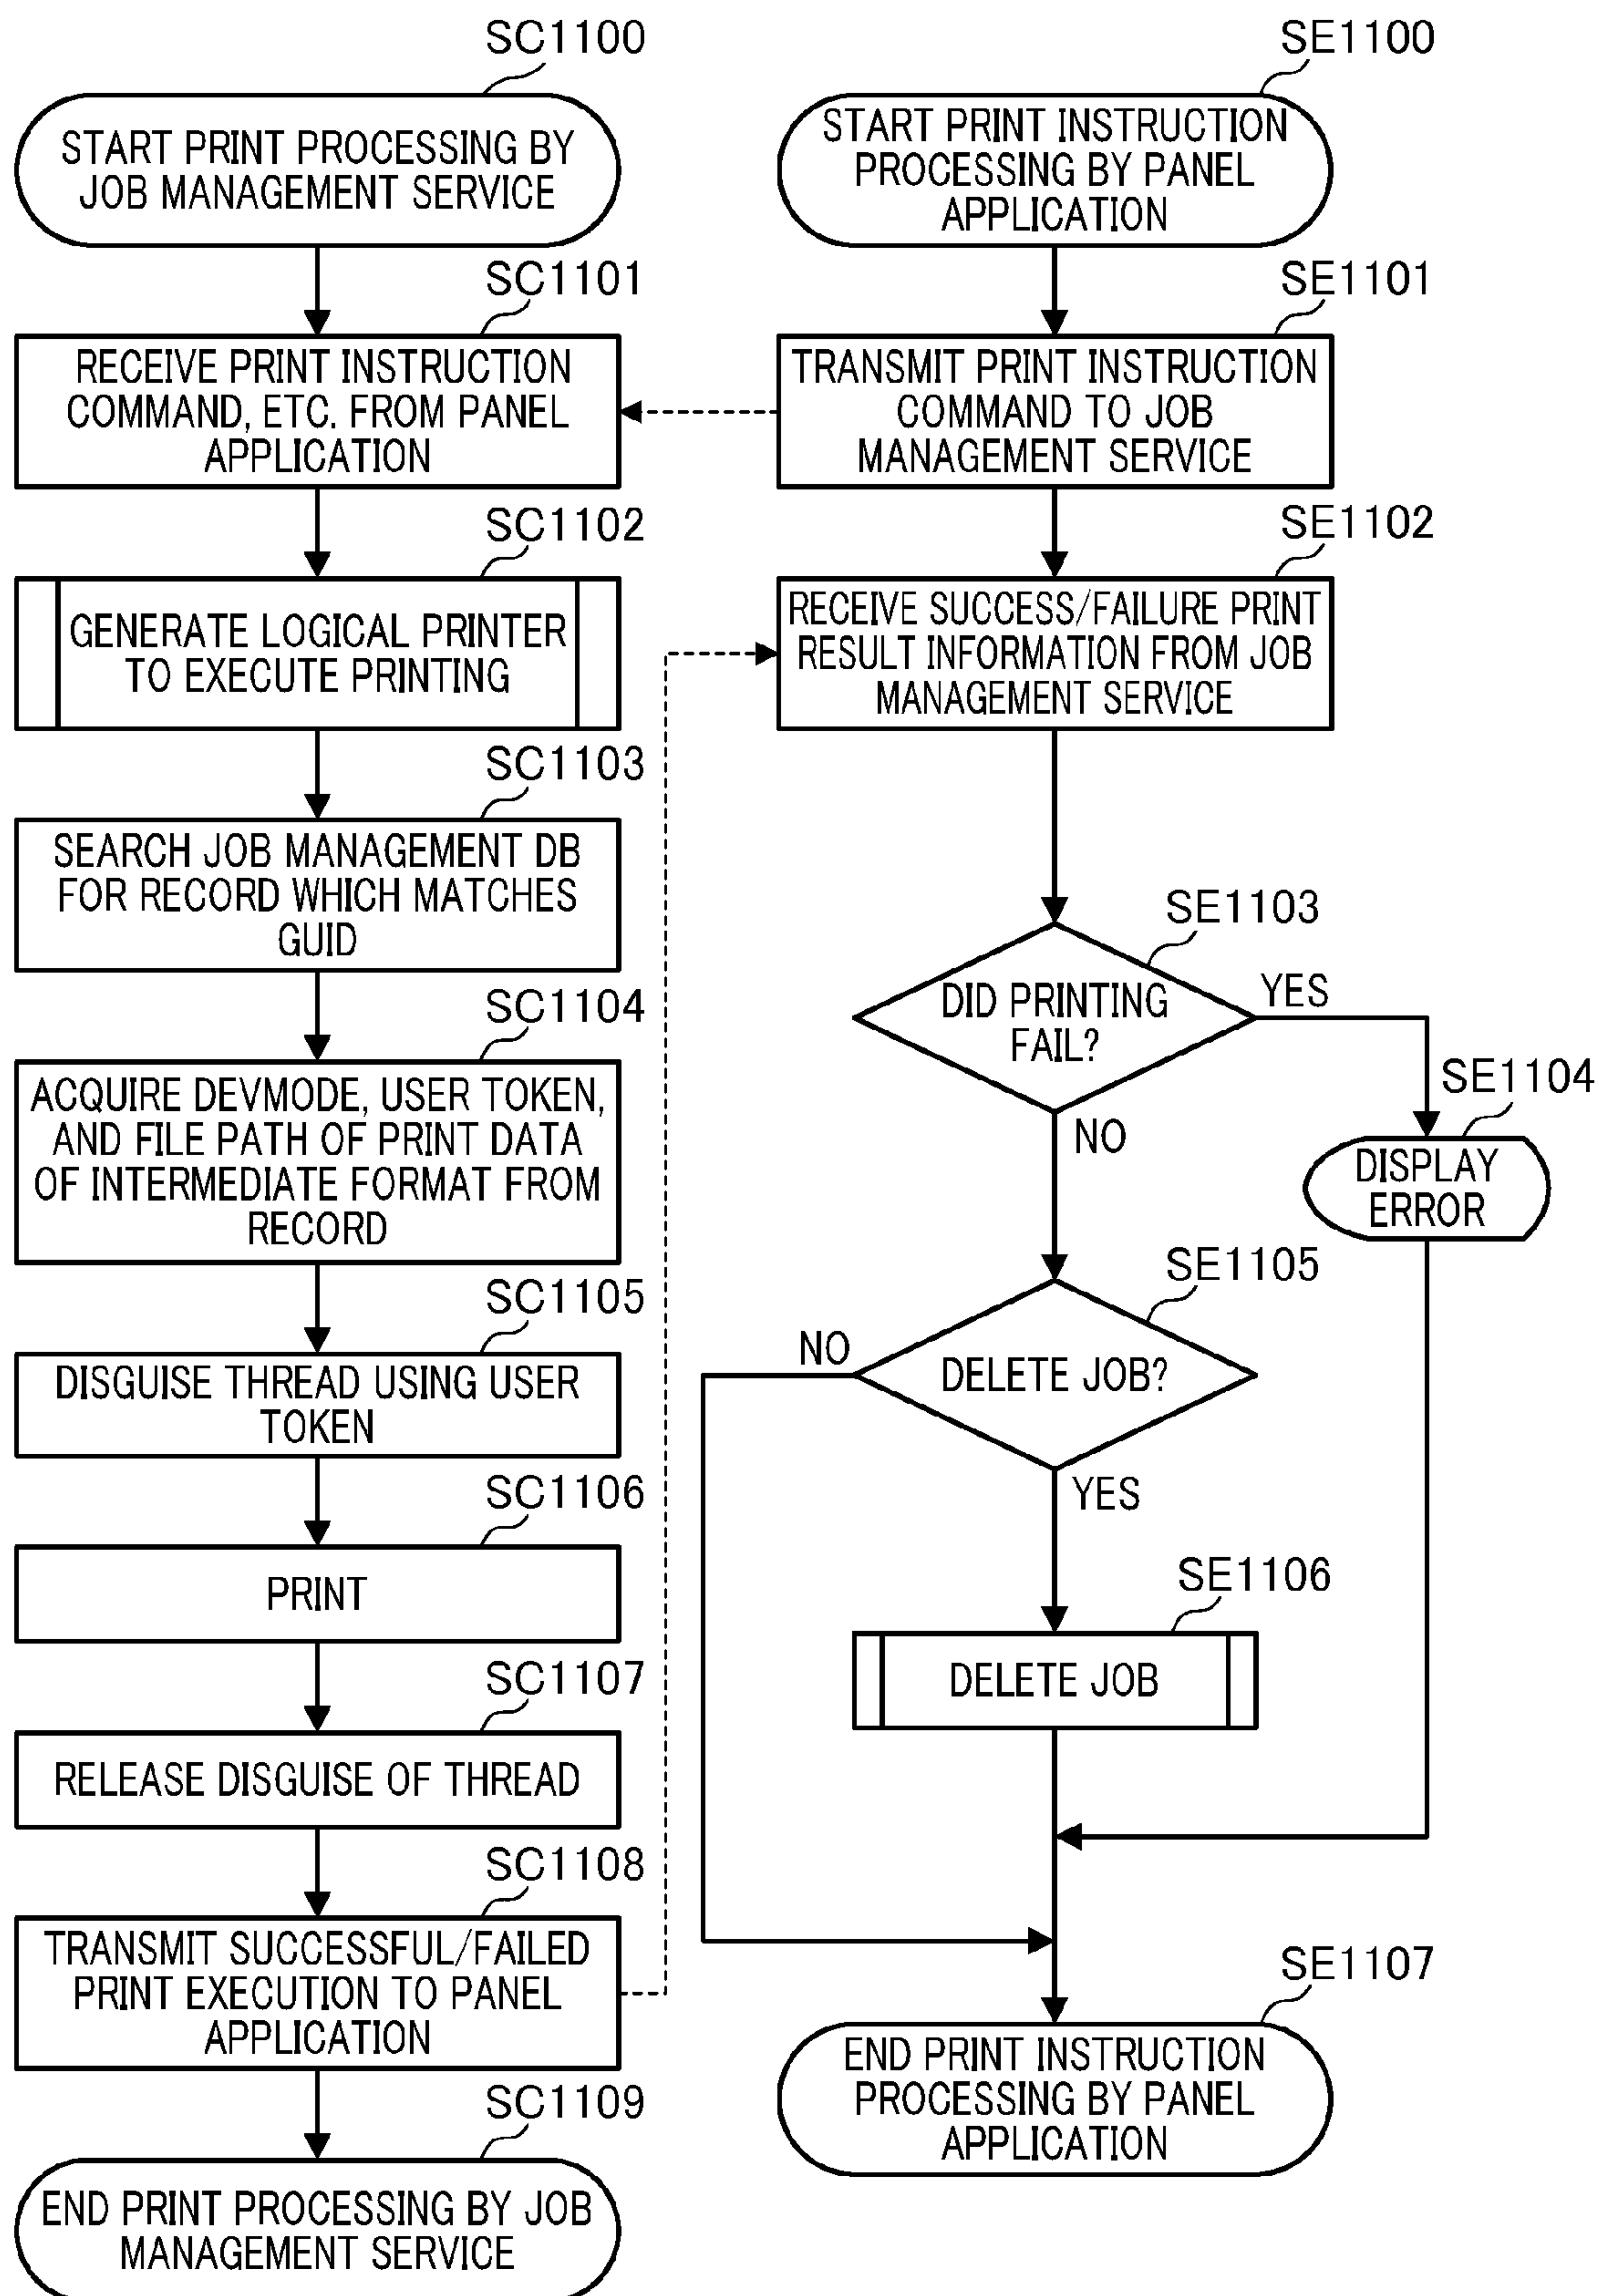 SC1100
START PRINT PROCESSING BY
JOB MANAGEMENT SERVICE
SC1101
RECEIVE PRINT INSTRUCTION
COMMAND, ETC. FROM PANEL
APPLICATION
SC1102
GENERATE LOGICAL PRINTER
TO EXECUTE PRINTING
SC1103
SEARCH JOB MANAGEMENT DB
FOR RECORD WHICH MATCHES
GUID
SC1104
ACQUIRE DEVMODE, USER TOKEN,
AND FILE PATH OF PRINT DATA
OF INTERMEDIATE FORMAT FROM
RECORD
SC1105
DISGUISE THREAD USING USER
TOKEN
SC1106
PRINT
SC1107
RELEASE DISGUISE OF THREAD
SC1108
TRANSMIT SUCCESSFUL/FAILED
PRINT EXECUTION TO PANEL
APPLICATION
SC1109
END PRINT PROCESSING BY JOB
MANAGEMENT SERVICE
SE1100
START PRINT INSTRUCTION
PROCESSING BY PANEL
APPLICATION
SE1101
TRANSMIT PRINT INSTRUCTION
COMMAND TO JOB
MANAGEMENT SERVICE
SE1102
RECEIVE SUCCESS/FAILURE PRINT
RESULT INFORMATION FROM JOB
MANAGEMENT SERVICE
SE1103
DID PRINTING
FAIL?
YES
NO
SE1104
DISPLAY
ERROR
SE1105
DELETE JOB?
NO
YES
SE1106
DELETE JOB
SE1107
END PRINT INSTRUCTION
PROCESSING BY PANEL
APPLICATION